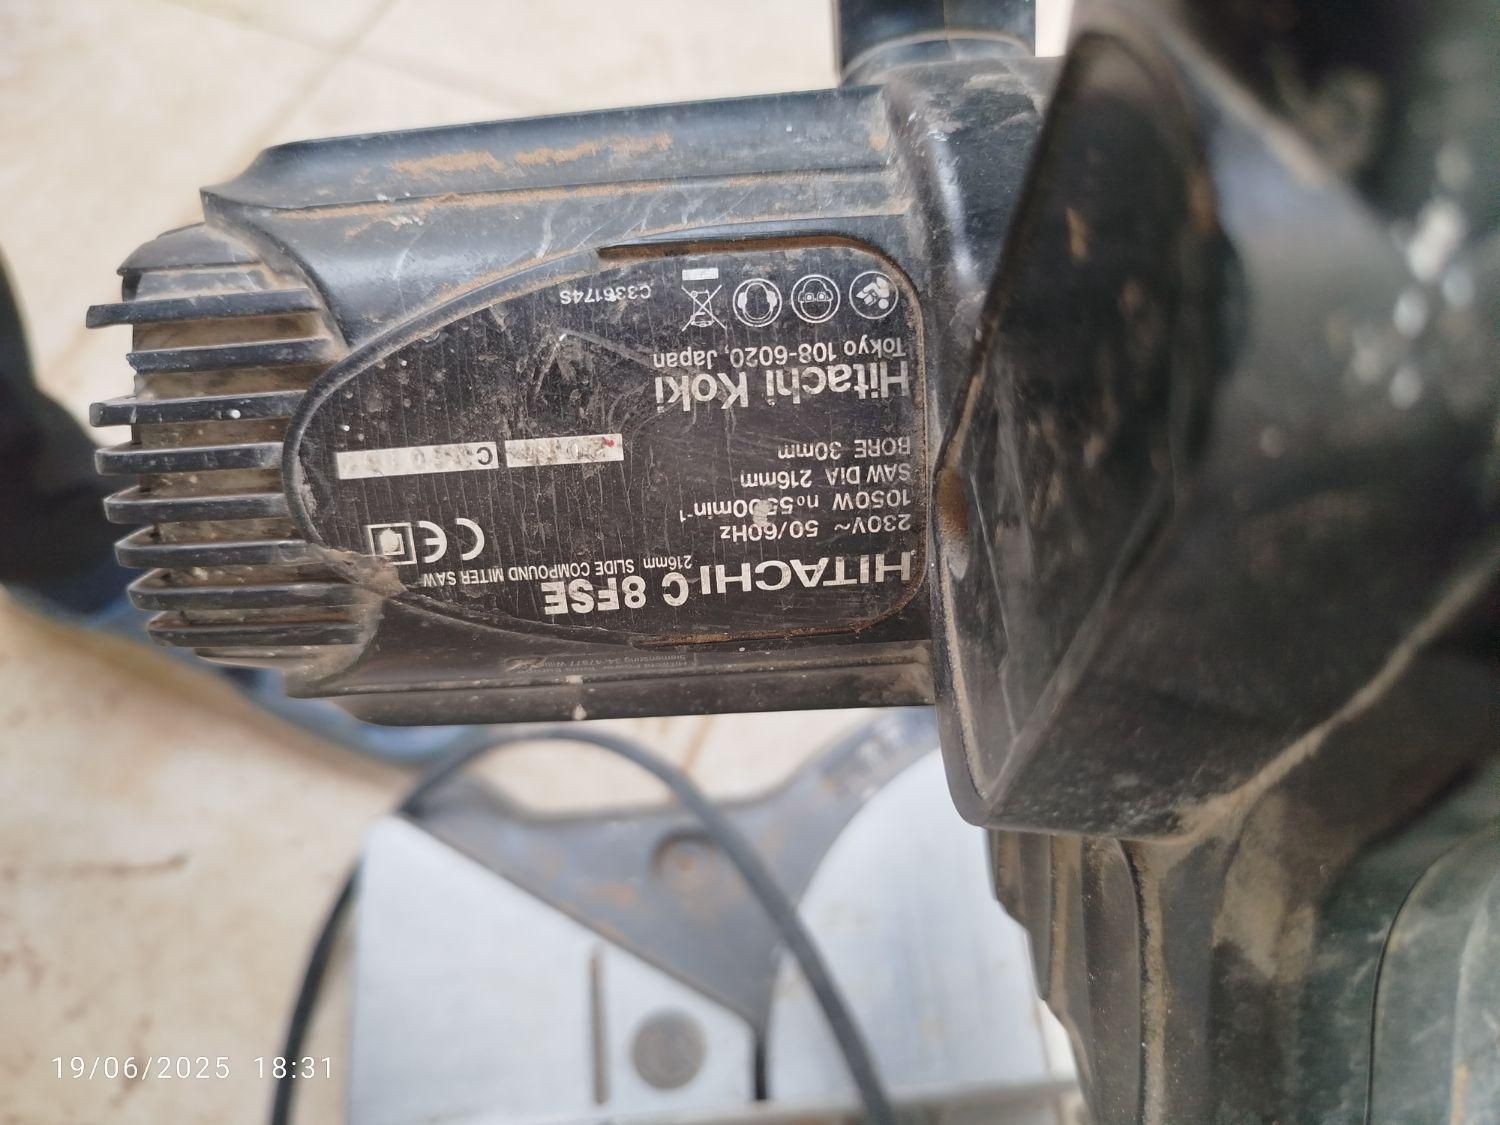 HITACHI C 8FSE
216mm SLIDE COMPOUND MITER SAW
230V~ 50/60Hz
1050W n₀5500min⁻¹
SAW DIA 216mm
BORE 30mm
CE
C
Hitachi Koki
Tokyo 108-6020, Japan
C336174S
19/06/2025 18:31